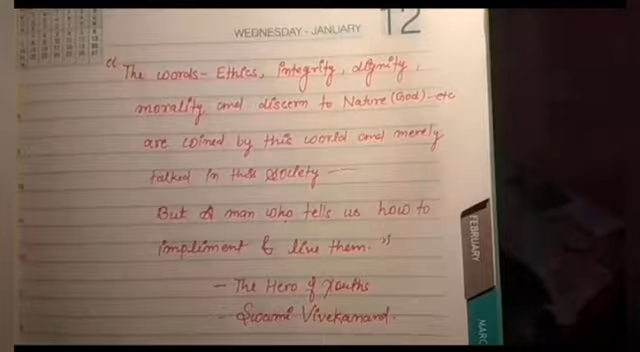 WEDNESDAY - JANUARY 12
" The words - Ethics, integrity, dignity,
morality and discern to Nature (God) - etc
are coined by this world and merely
talked in this society ——
But A man who tells us how to
impliment & live them. "
- The Hero of Youths
- Swami Vivekanand.
FEBRUARY
MARC